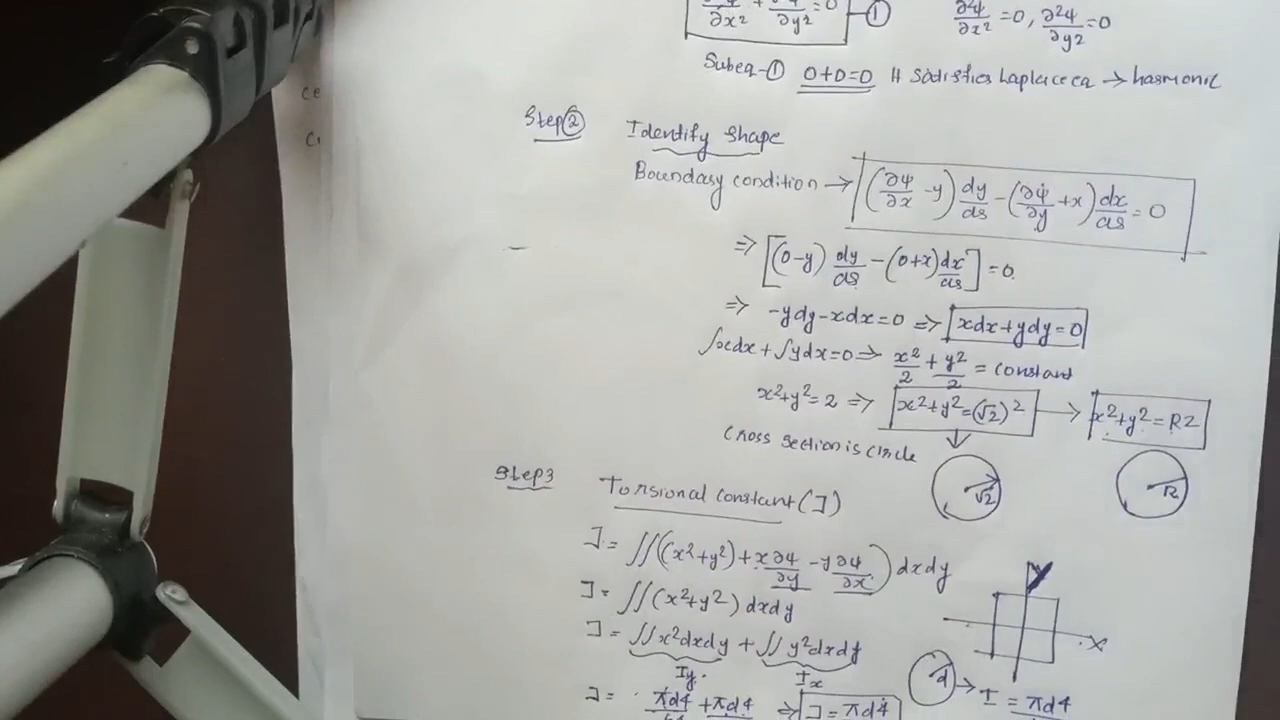 ∂²ψ/∂x² + ∂²ψ/∂y² = 0 → ① ∂²ψ/∂x² = 0, ∂²ψ/∂y² = 0
Sub eq-① 0+0=0 It satisfies Laplace eq → harmonic
Step② Identify shape
Boundary condition → (∂ψ/∂x - y) dy/ds - (∂ψ/∂y + x) dx/ds = 0
⇒ [(0-y) dy/ds - (0+x) dx/ds] = 0
⇒ -ydy - xdx = 0 ⇒ xdx + ydy = 0
∫xdx + ∫ydx = 0 ⇒ x²/2 + y²/2 = constant
x²+y² = 2 ⇒ x²+y² = (√2)² → x²+y² = R2
Cross section is circle
√2 R
Step3 Torsional constant (J)
J = ∬((x²+y²) + x ∂ψ/∂y - y ∂ψ/∂x) dxdy
J = ∬(x²+y²) dxdy
Y
X
J = ∬x²dxdy + ∬y²dxdy
Iy Ix
d → I = πd4
J = πd4 + πd4 ⇒ J = πd4